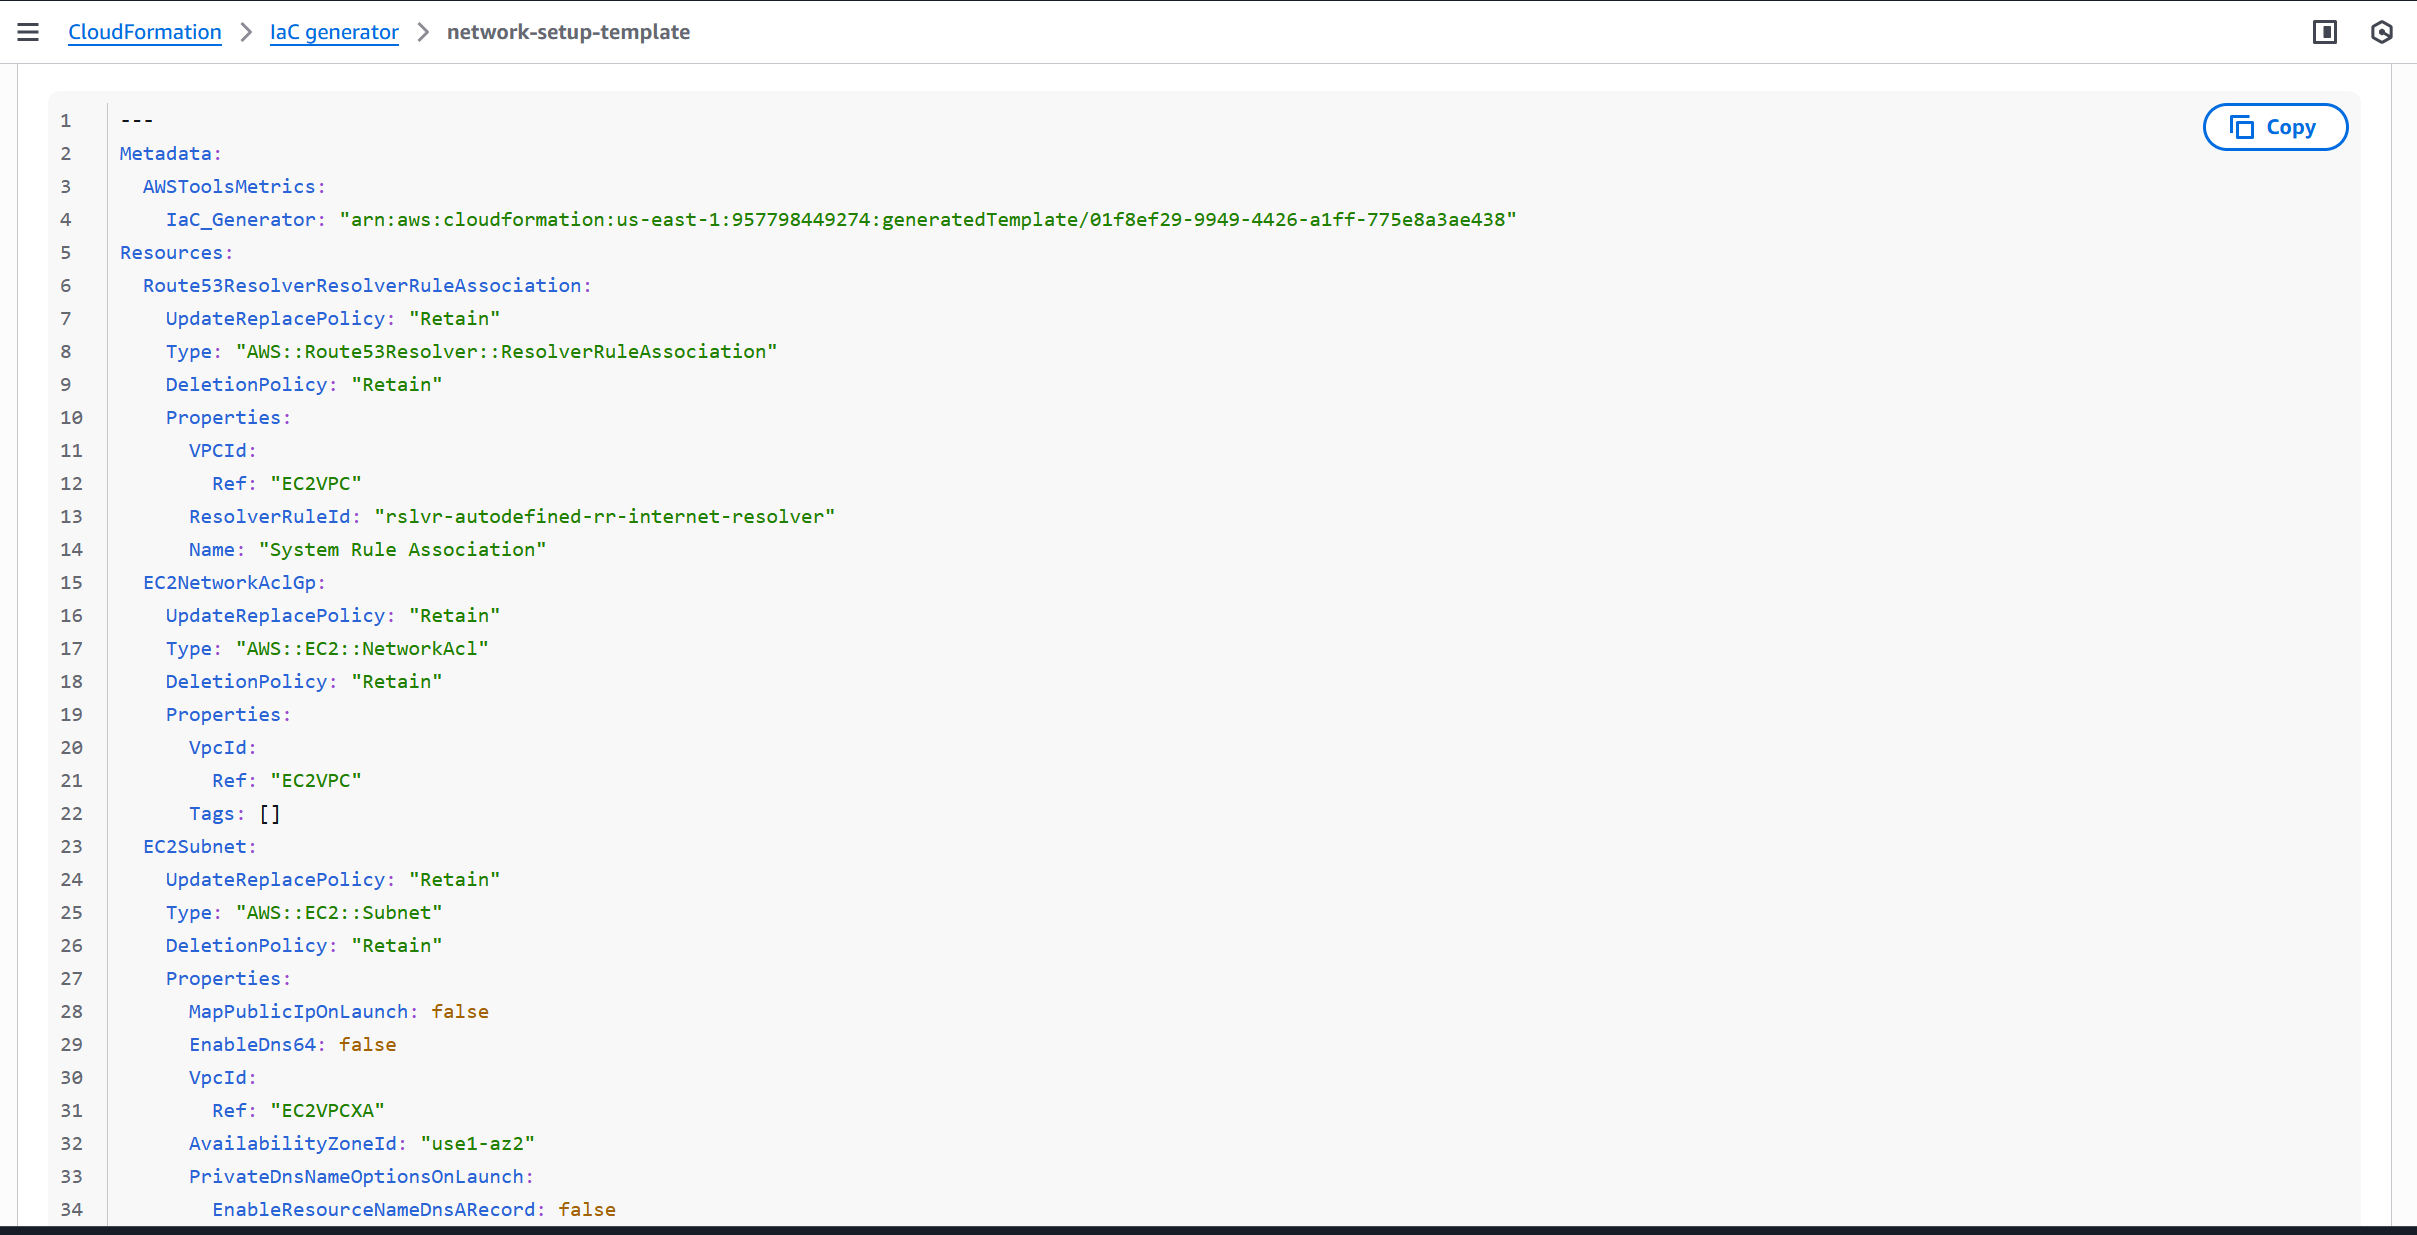 CloudFormation > IaC generator > network-setup-template
Copy
1 ---
2 Metadata:
3   AWSToolsMetrics:
4     IaC_Generator: "arn:aws:cloudformation:us-east-1:957798449274:generatedTemplate/01f8ef29-9949-4426-a1ff-775e8a3ae438"
5 Resources:
6   Route53ResolverResolverRuleAssociation:
7     UpdateReplacePolicy: "Retain"
8     Type: "AWS::Route53Resolver::ResolverRuleAssociation"
9     DeletionPolicy: "Retain"
10     Properties:
11       VPCId:
12         Ref: "EC2VPC"
13       ResolverRuleId: "rslvr-autodefined-rr-internet-resolver"
14       Name: "System Rule Association"
15   EC2NetworkAclGp:
16     UpdateReplacePolicy: "Retain"
17     Type: "AWS::EC2::NetworkAcl"
18     DeletionPolicy: "Retain"
19     Properties:
20       VpcId:
21         Ref: "EC2VPC"
22       Tags: []
23   EC2Subnet:
24     UpdateReplacePolicy: "Retain"
25     Type: "AWS::EC2::Subnet"
26     DeletionPolicy: "Retain"
27     Properties:
28       MapPublicIpOnLaunch: false
29       EnableDns64: false
30       VpcId:
31         Ref: "EC2VPCXA"
32       AvailabilityZoneId: "use1-az2"
33       PrivateDnsNameOptionsOnLaunch:
34         EnableResourceNameDnsARecord: false